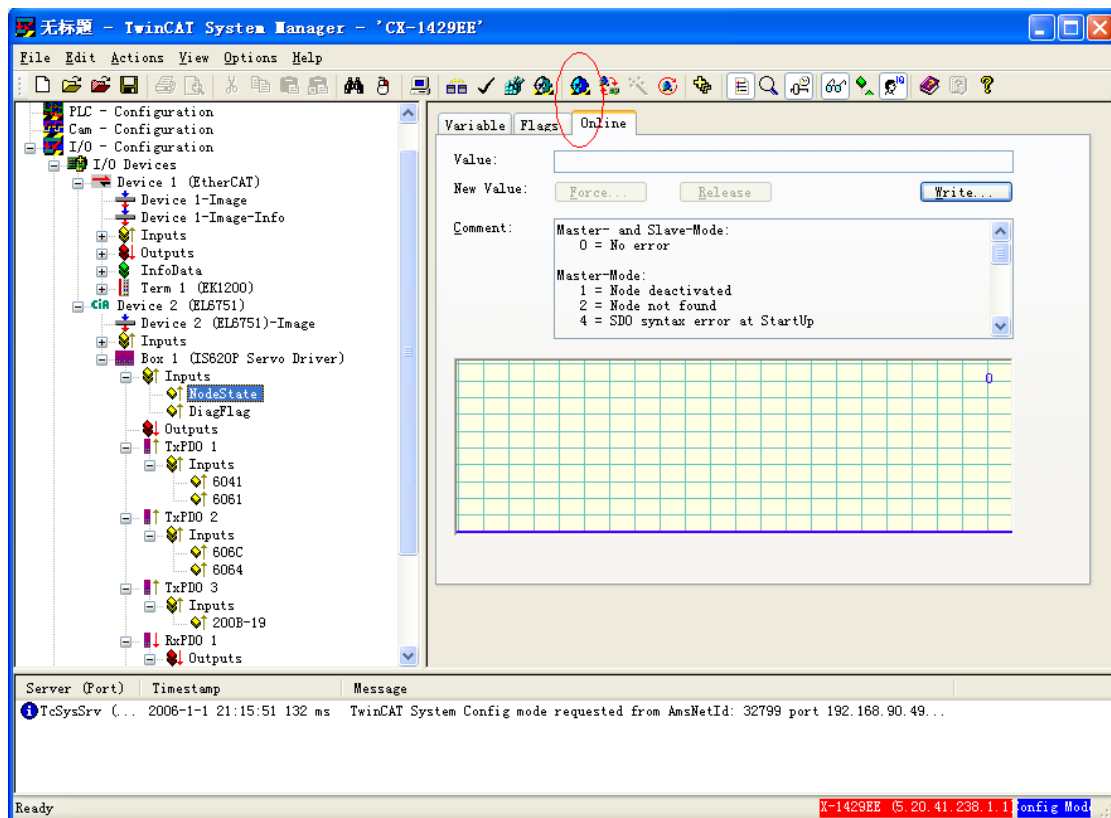 无标题 - TwinCAT System Manager - 'CX-1429EE'
File Edit Actions View Options Help
PLC - Configuration
Cam - Configuration
I/O - Configuration
I/O Devices
Device 1 (EtherCAT)
Device 1-Image
Device 1-Image-Info
Inputs
Outputs
InfoData
Term 1 (EK1200)
CiA Device 2 (EL6751)
Device 2 (EL6751)-Image
Inputs
Box 1 (IS620P Servo Driver)
Inputs
NodeState
DiagFlag
Outputs
TxPDO 1
Inputs
6041
6061
TxPDO 2
Inputs
606C
6064
TxPDO 3
Inputs
200B-19
RxPDO 1
Outputs
Variable Flags Online
Value:
New Value: Force... Release Write...
Comment:
Master- and Slave-Mode:
0 = No error
Master-Mode:
1 = Node deactivated
2 = Node not found
4 = SDO syntax error at StartUp
0
Server (Port) Timestamp Message
TcSysSrv (... 2006-1-1 21:15:51 132 ms TwinCAT System Config mode requested from AmsNetId: 32799 port 192.168.90.49...
Ready X-1429EE (5.20.41.238.1.1) Config Mod